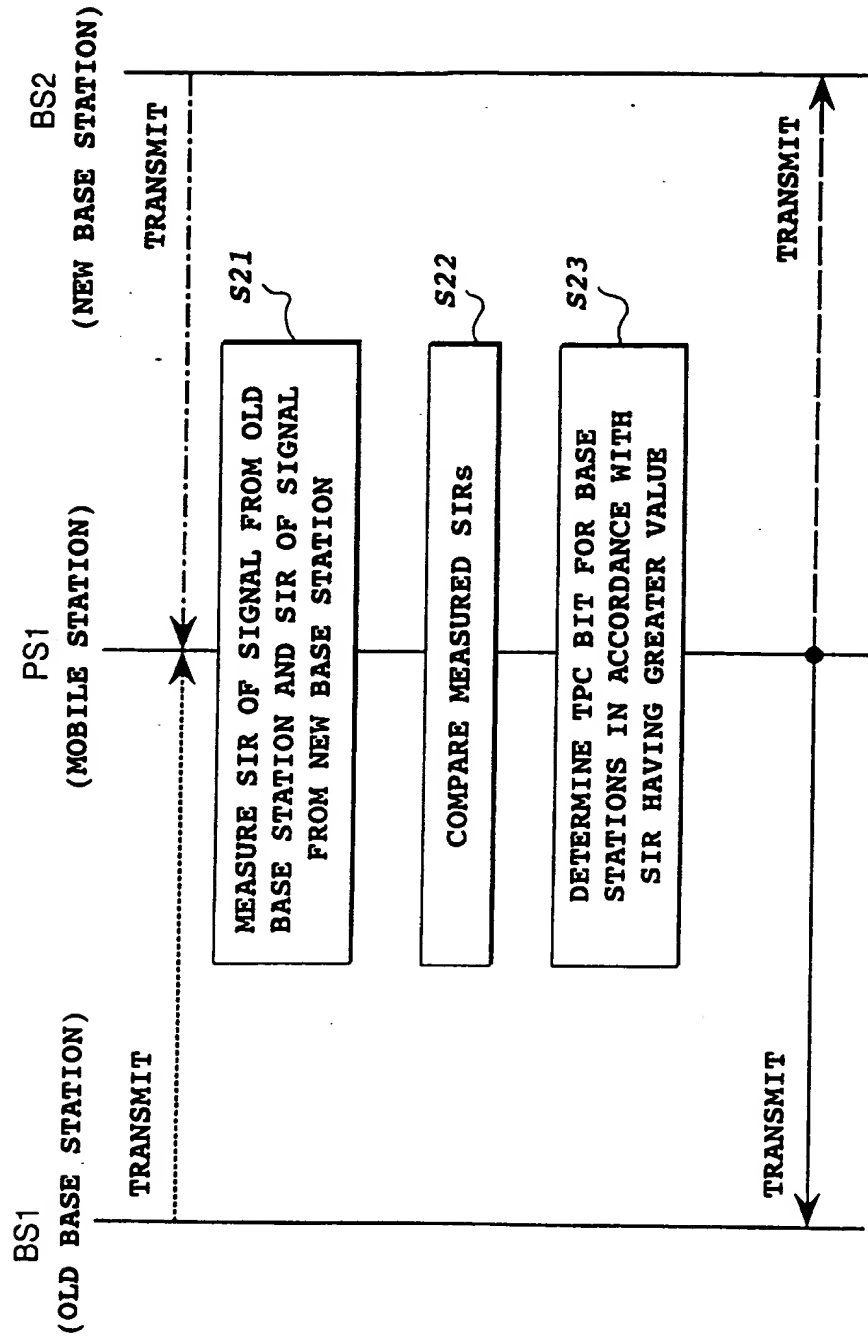 BS1
(OLD BASE STATION)
PS1
(MOBILE STATION)
BS2
(NEW BASE STATION)
TRANSMIT
TRANSMIT
MEASURE SIR OF SIGNAL FROM OLD
BASE STATION AND SIR OF SIGNAL
FROM NEW BASE STATION
S21
COMPARE MEASURED SIRs
S22
DETERMINE TPC BIT FOR BASE
STATIONS IN ACCORDANCE WITH
SIR HAVING GREATER VALUE
S23
TRANSMIT
TRANSMIT